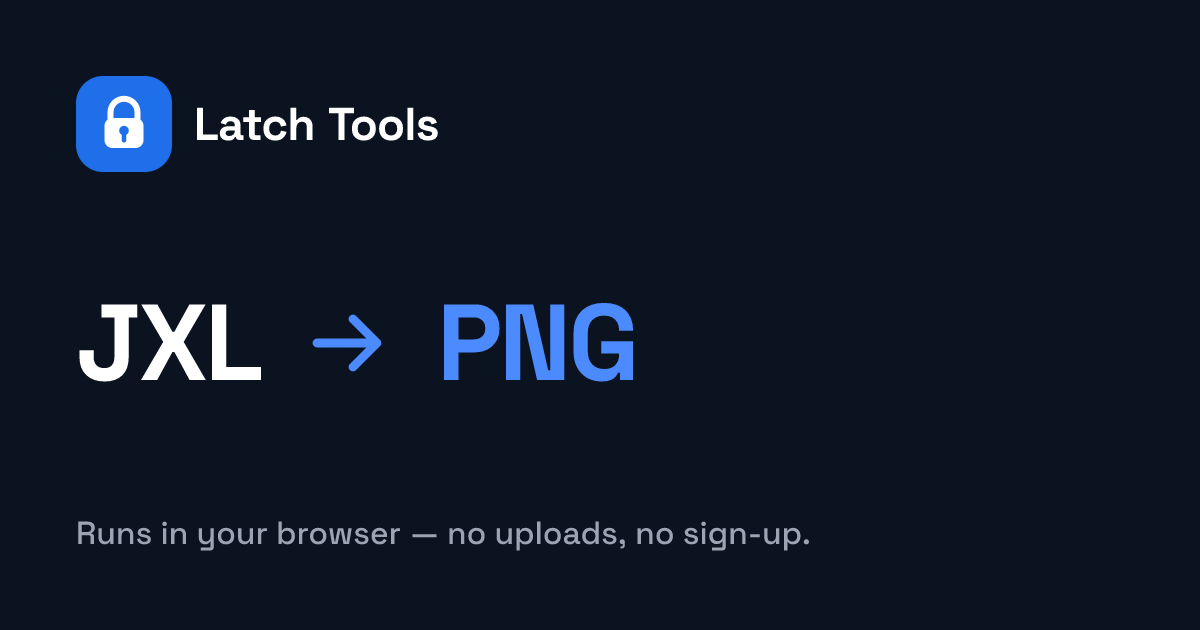 Latch Tools
JXL → PNG
Runs in your browser — no uploads, no sign-up.